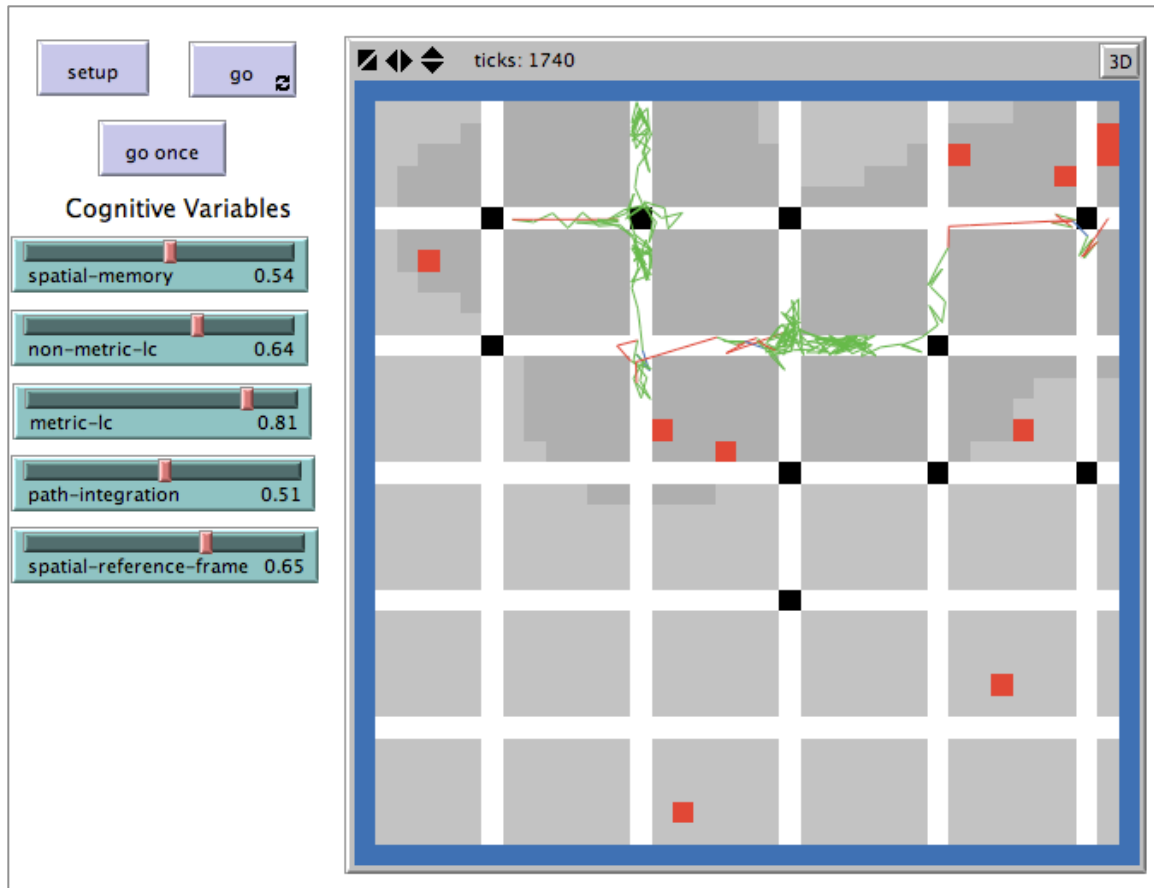 setup
go
go once
Cognitive Variables
spatial-memory 0.54
non-metric-lc 0.64
metric-lc 0.81
path-integration 0.51
spatial-reference-frame 0.65
ticks: 1740
3D